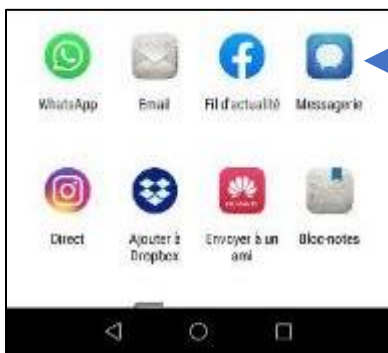 WhatsApp Email Fil d'actualité Messagerie
Direct Ajouter à Envoyer à un Bloc-notes
Dropbox ami